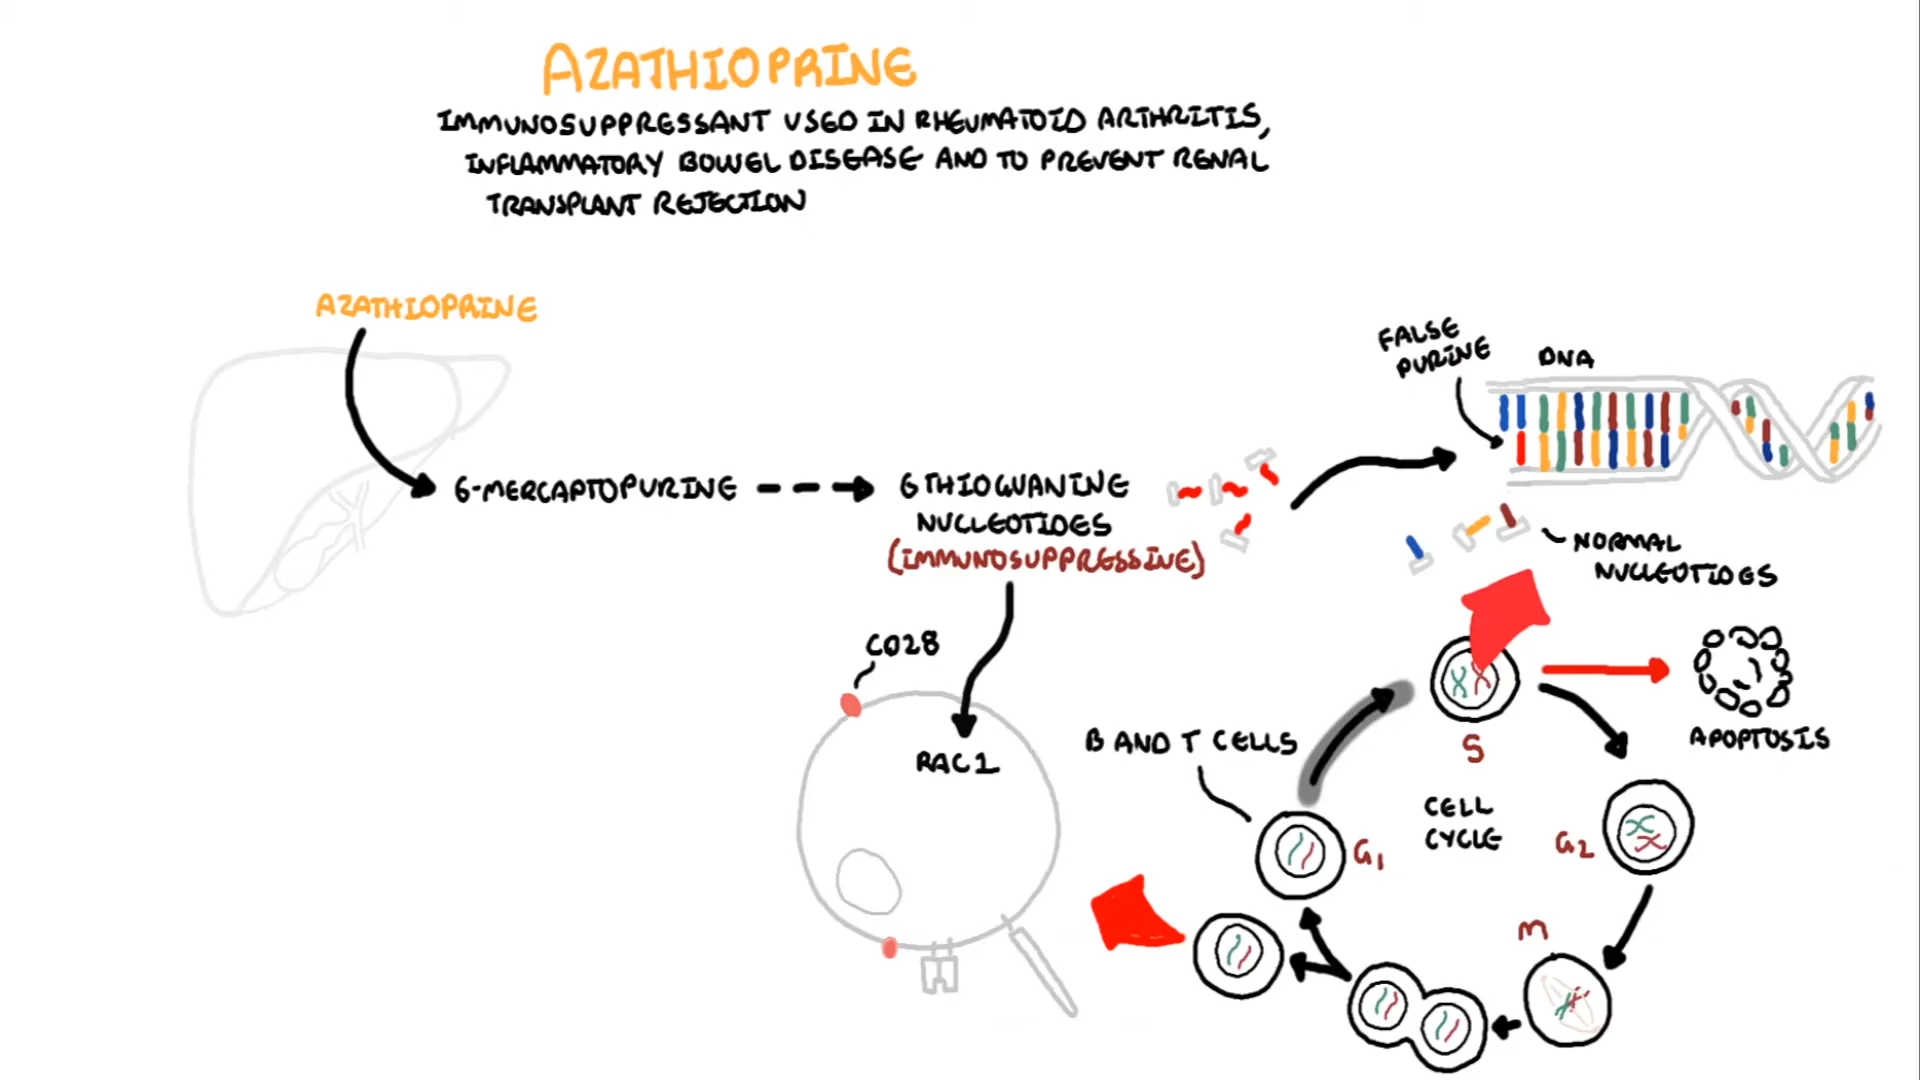 AZATHIOPRINE
IMMUNOSUPPRESSANT USED IN RHEUMATOID ARTHRITIS,
INFLAMMATORY BOWEL DISEASE AND TO PREVENT RENAL
TRANSPLANT REJECTION
AZATHIOPRINE
6-MERCAPTOPURINE
6 THIOGUANINE
NUCLEOTIDES
(IMMUNOSUPPRESSIVE)
FALSE
PURINE
DNA
NORMAL
NUCLEOTIDES
CD28
RAC1
B AND T CELLS
S
APOPTOSIS
CELL
CYCLE
G1
G2
M